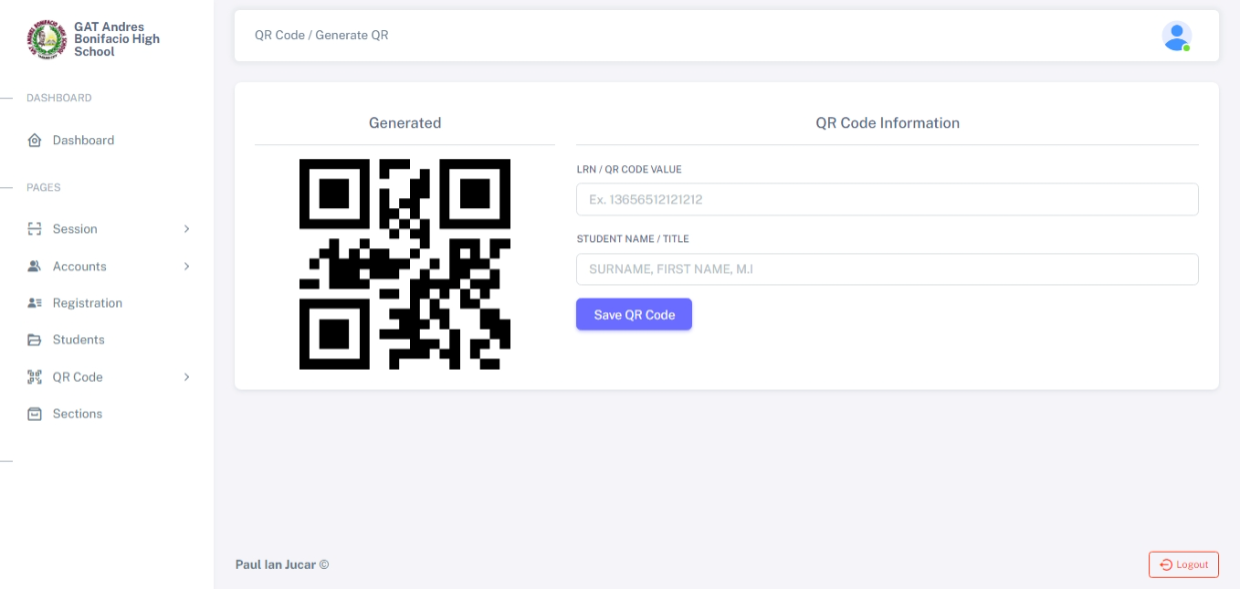 GAT Andres
Bonifacio High
School
DASHBOARD
Dashboard
PAGES
Session
Accounts
Registration
Students
QR Code
Sections
QR Code / Generate QR
Generated
QR Code Information
LRN / QR CODE VALUE
Ex. 13656512121212
STUDENT NAME / TITLE
SURNAME, FIRST NAME, M.I
Save QR Code
Paul Ian Jucar ©
Logout